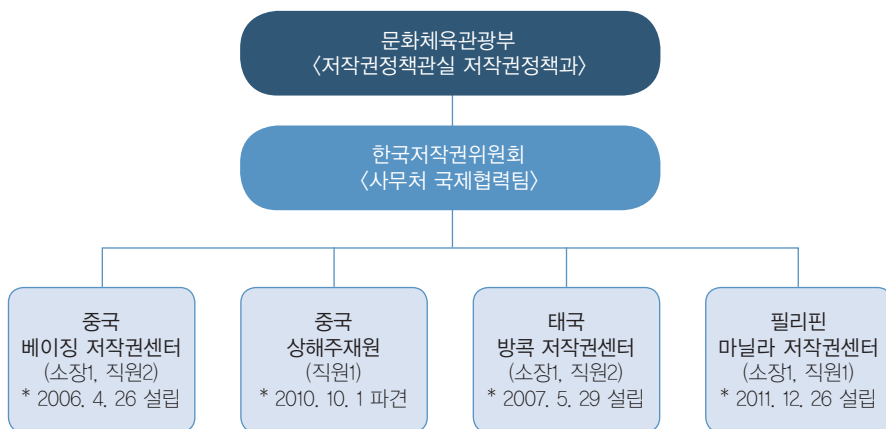 문화체육관광부
〈저작권정책관실 저작권정책과〉
한국저작권위원회
〈사무처 국제협력팀〉
중국
베이징 저작권센터
(소장1, 직원2)
* 2006. 4. 26 설립
중국
상해주재원
(직원1)
* 2010. 10. 1 파견
태국
방콕 저작권센터
(소장1, 직원2)
* 2007. 5. 29 설립
필리핀
마닐라 저작권센터
(소장1, 직원1)
* 2011. 12. 26 설립